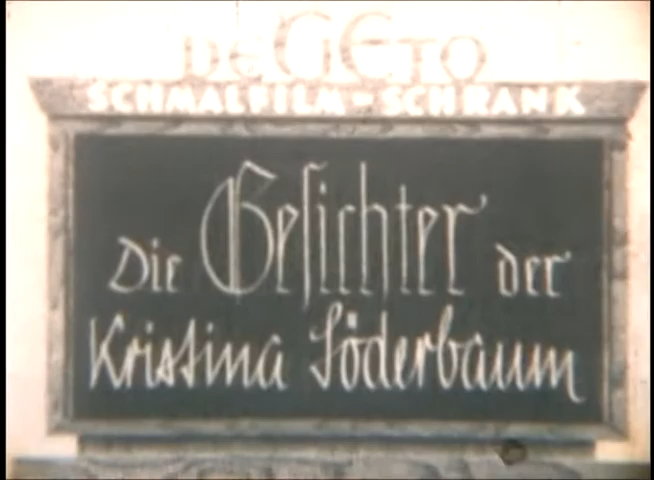 DEGETO
SCHMALFILM-SCHRANK
Die Gesichter der
Kristina Söderbaum